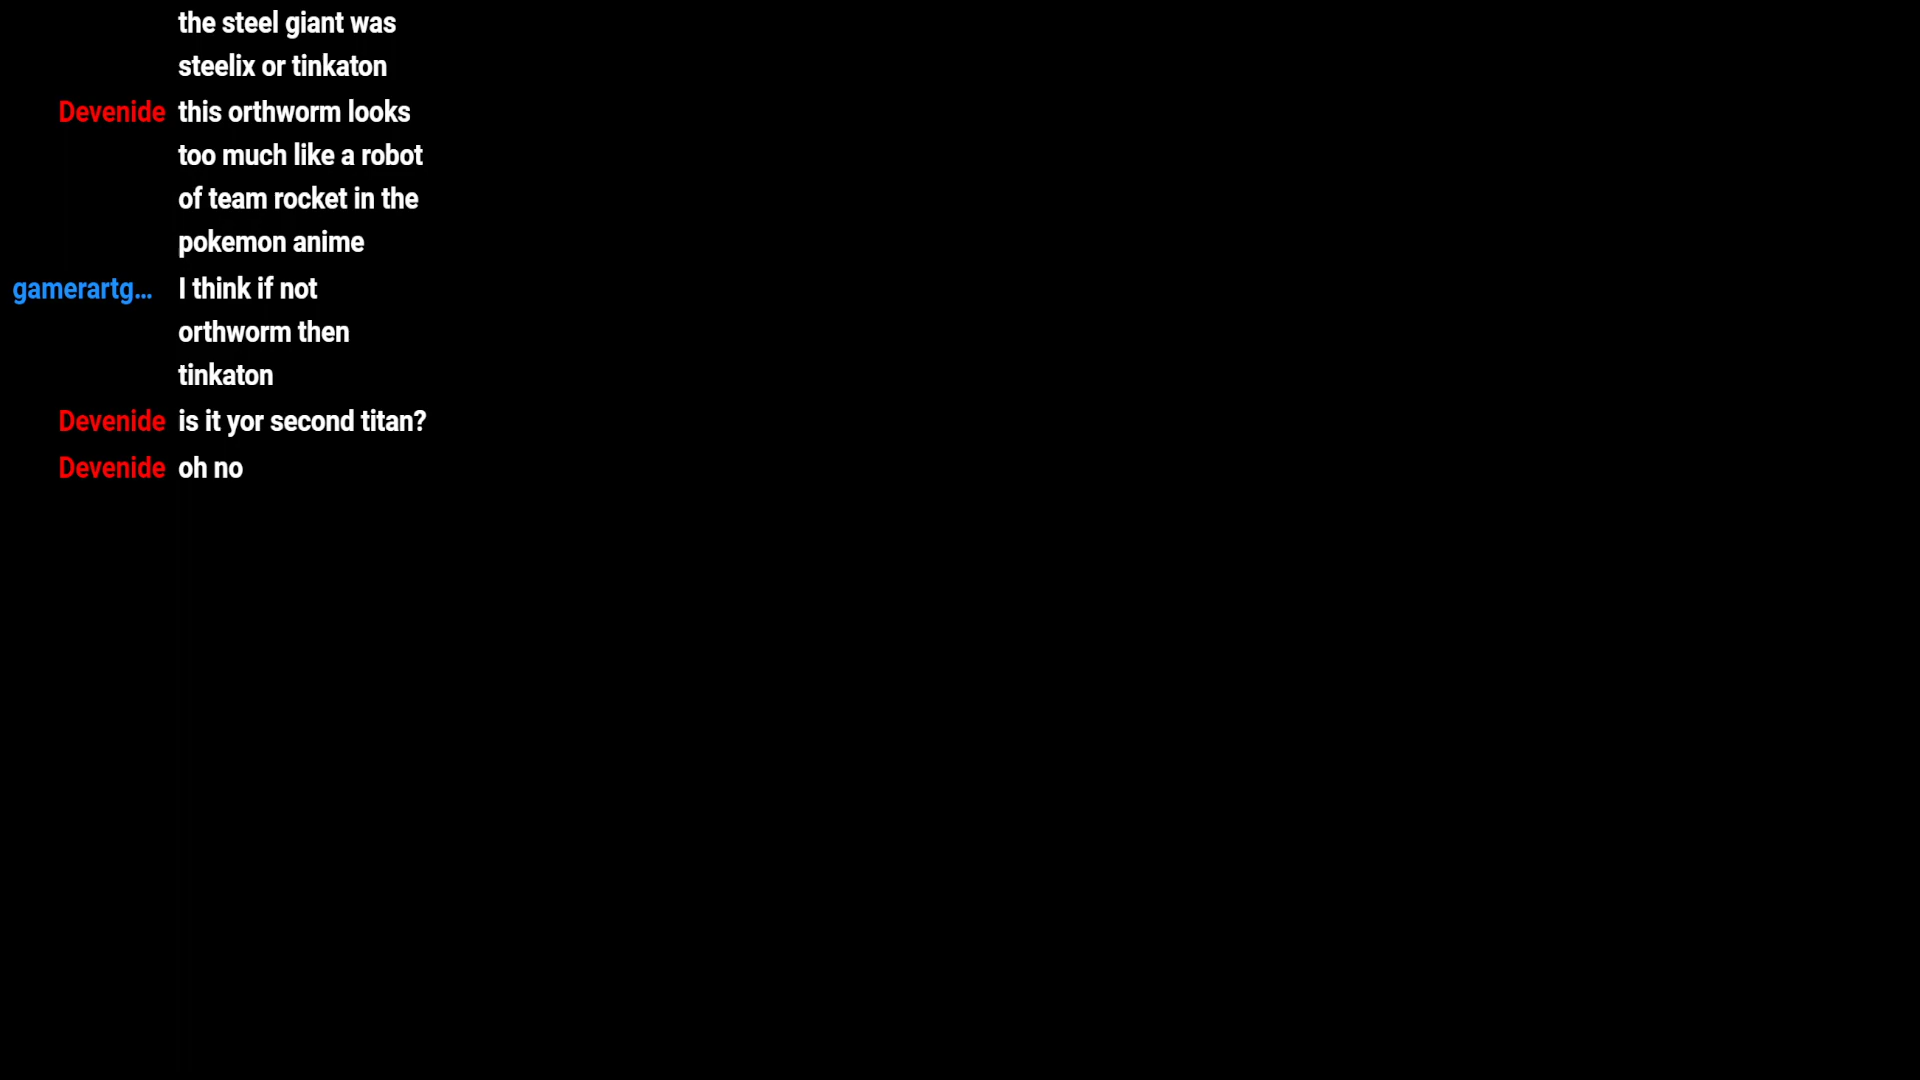 the steel giant was
steelix or tinkaton
Devenide this orthworm looks
too much like a robot
of team rocket in the
pokemon anime
gamerartg... I think if not
orthworm then
tinkaton
Devenide is it yor second titan?
Devenide oh no